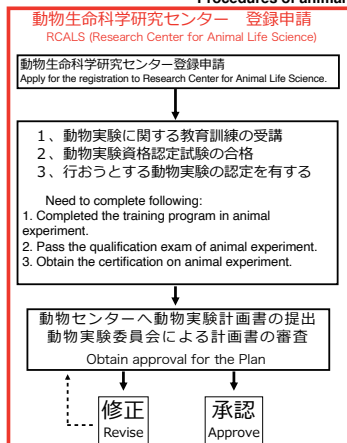 Procedures of animal
動物生命科学研究センター 登録申請
RCALS (Research Center for Animal Life Science)
動物生命科学研究センター登録申請
Apply for the registration to Research Center for Animal Life Science.
1、動物実験に関する教育訓練の受講
2、動物実験資格認定試験の合格
3、行おうとする動物実験の認定を有する
Need to complete following:
1. Completed the training program in animal
experiment.
2. Pass the qualification exam of animal experiment.
3. Obtain the certification on animal experiment.
動物センターへ動物実験計画書の提出
動物実験委員会による計画書の審査
Obtain approval for the Plan
修正
Revise
承認
Approve